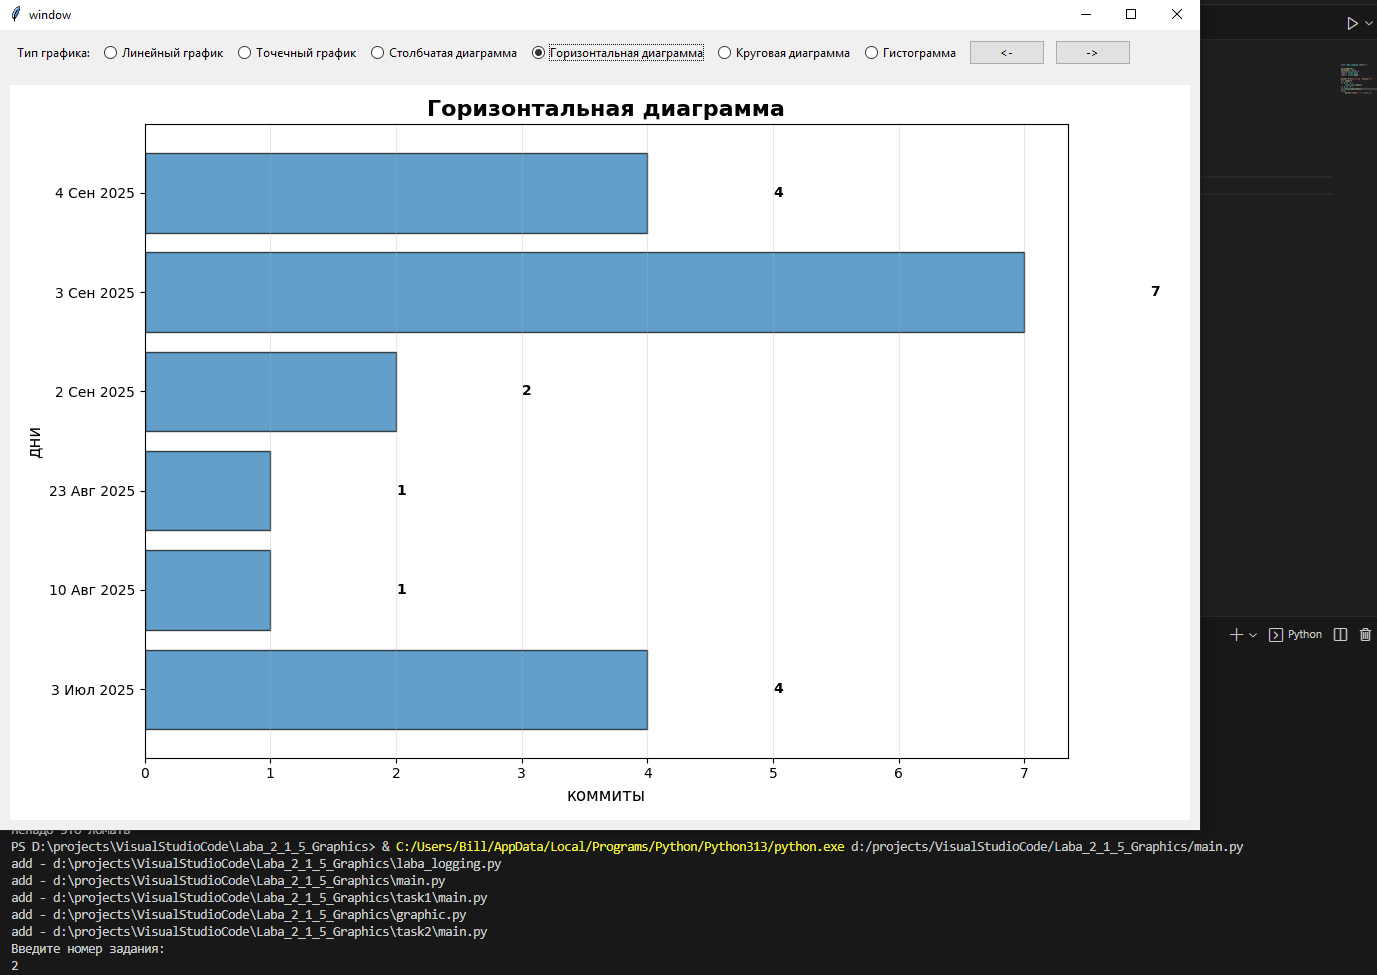 window
Тип графика: Линейный график Точечный график Столбчатая диаграмма Горизонтальная диаграмма Круговая диаграмма Гистограмма <- ->
Горизонтальная диаграмма
4 Сен 2025 4
3 Сен 2025 7
2 Сен 2025 2
дни
23 Авг 2025 1
10 Авг 2025 1
3 Июл 2025 4
0 1 2 3 4 5 6 7
коммиты
Python
ненадо это ломать
PS D:\projects\VisualStudioCode\Laba_2_1_5_Graphics> & C:/Users/Bill/AppData/Local/Programs/Python/Python313/python.exe d:/projects/VisualStudioCode/Laba_2_1_5_Graphics/main.py
add - d:\projects\VisualStudioCode\Laba_2_1_5_Graphics\laba_logging.py
add - d:\projects\VisualStudioCode\Laba_2_1_5_Graphics\main.py
add - d:\projects\VisualStudioCode\Laba_2_1_5_Graphics\task1\main.py
add - d:\projects\VisualStudioCode\Laba_2_1_5_Graphics\graphic.py
add - d:\projects\VisualStudioCode\Laba_2_1_5_Graphics\task2\main.py
Введите номер задания:
2